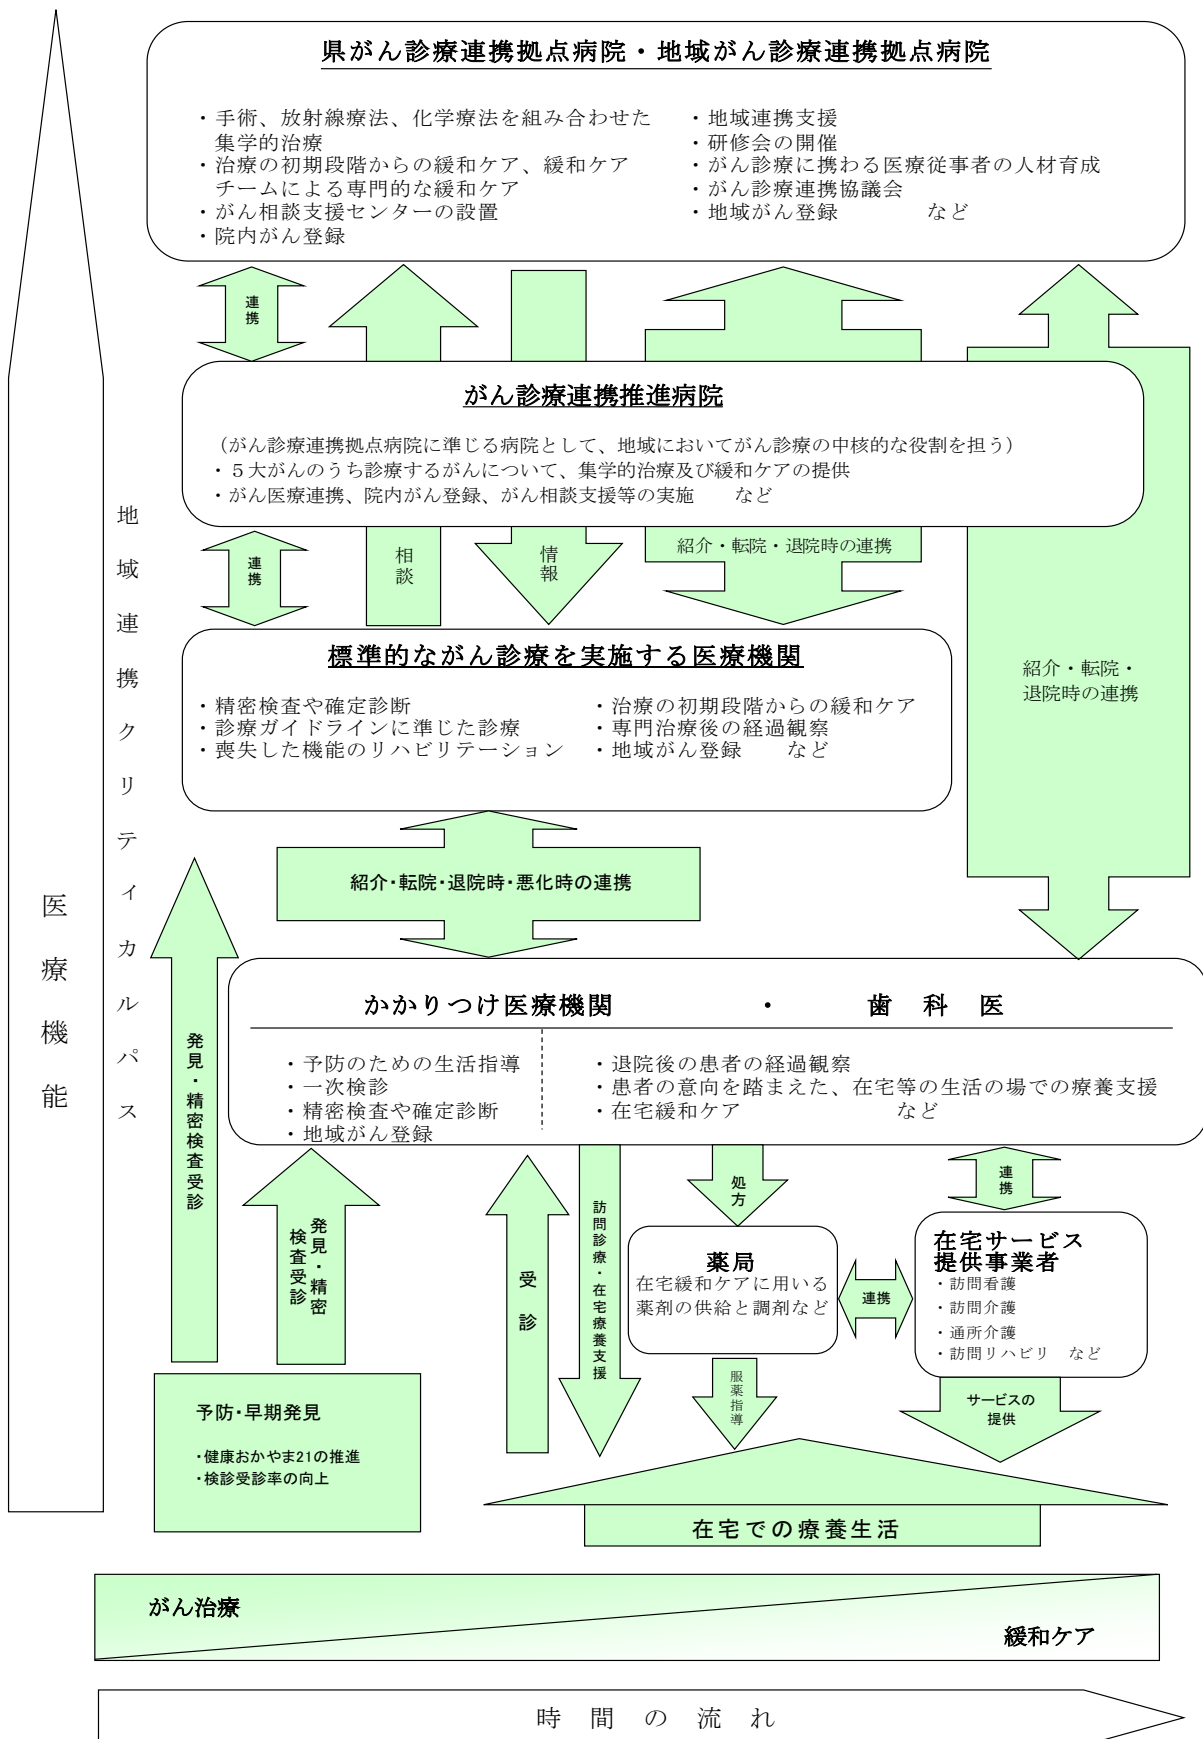 県がん診療連携拠点病院・地域がん診療連携拠点病院
・手術、放射線療法、化学療法を組み合わせた
集学的治療
・治療の初期段階からの緩和ケア、緩和ケア
チームによる専門的な緩和ケア
・がん相談支援センターの設置
・院内がん登録
・地域連携支援
・研修会の開催
・がん診療に携わる医療従事者の人材育成
・がん診療連携協議会
・地域がん登録 など
連携
がん診療連携推進病院
（がん診療連携拠点病院に準じる病院として、地域においてがん診療の中核的な役割を担う）
・５大がんのうち診療するがんについて、集学的治療及び緩和ケアの提供
・がん医療連携、院内がん登録、がん相談支援等の実施 など
連携
相談
情報
紹介・転院・退院時の連携
標準的ながん診療を実施する医療機関
・精密検査や確定診断
・診療ガイドラインに準じた診療
・喪失した機能のリハビリテーション
・治療の初期段階からの緩和ケア
・専門治療後の経過観察
・地域がん登録 など
紹介・転院・
退院時の連携
紹介・転院・退院時・悪化時の連携
地域連携クリティカルパス
医療機能
かかりつけ医療機関 ・ 歯科医
・予防のための生活指導
・一次検診
・精密検査や確定診断
・地域がん登録
・退院後の患者の経過観察
・患者の意向を踏まえた、在宅等の生活の場での療養支援
・在宅緩和ケア など
発見・精密検査受診
発見・精密
検査受診
受診
訪問診療・在宅療養支援
処方
連携
薬局
在宅緩和ケアに用いる
薬剤の供給と調剤など
連携
在宅サービス
提供事業者
・訪問看護
・訪問介護
・通所介護
・訪問リハビリ など
服薬指導
サービスの
提供
予防・早期発見
・健康おかやま21の推進
・検診受診率の向上
在宅での療養生活
がん治療
緩和ケア
時間の流れ